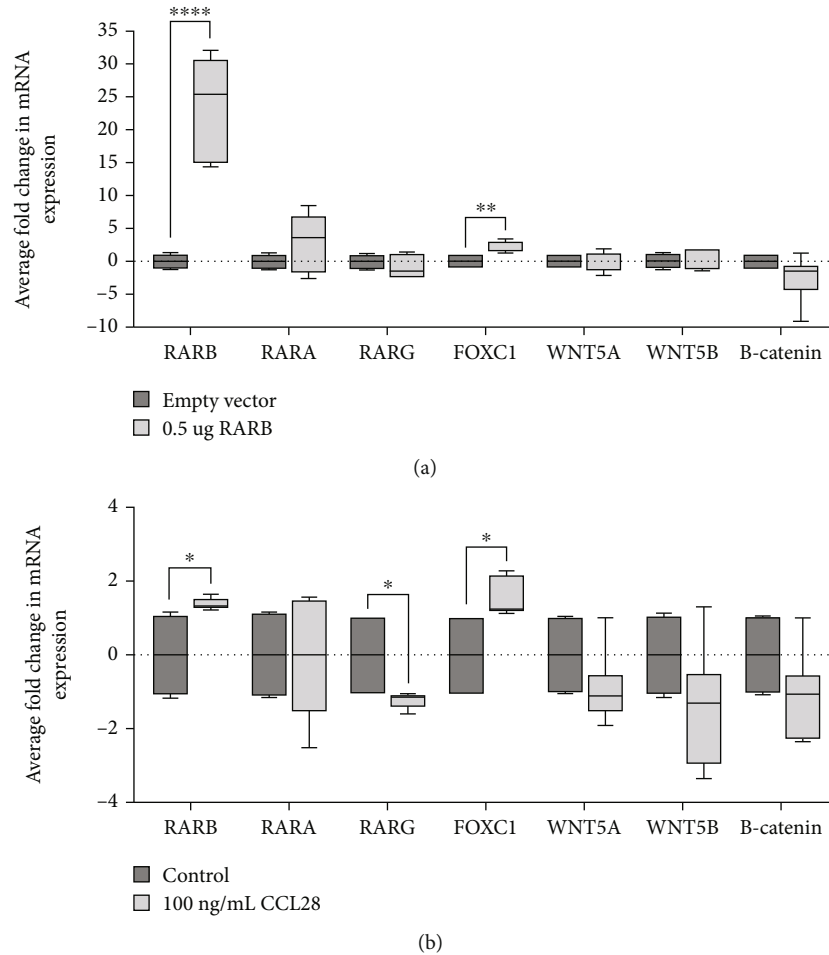 ****
35
30
25
20
15
10
5
0
–5
–10
Average fold change in mRNA
expression
**
RARB RARA RARG FOXC1 WNT5A WNT5B B-catenin
Empty vector
0.5 ug RARB
(a)
4
2
0
–2
–4
Average fold change in mRNA
expression
* * *
RARB RARA RARG FOXC1 WNT5A WNT5B B-catenin
Control
100 ng/mL CCL28
(b)